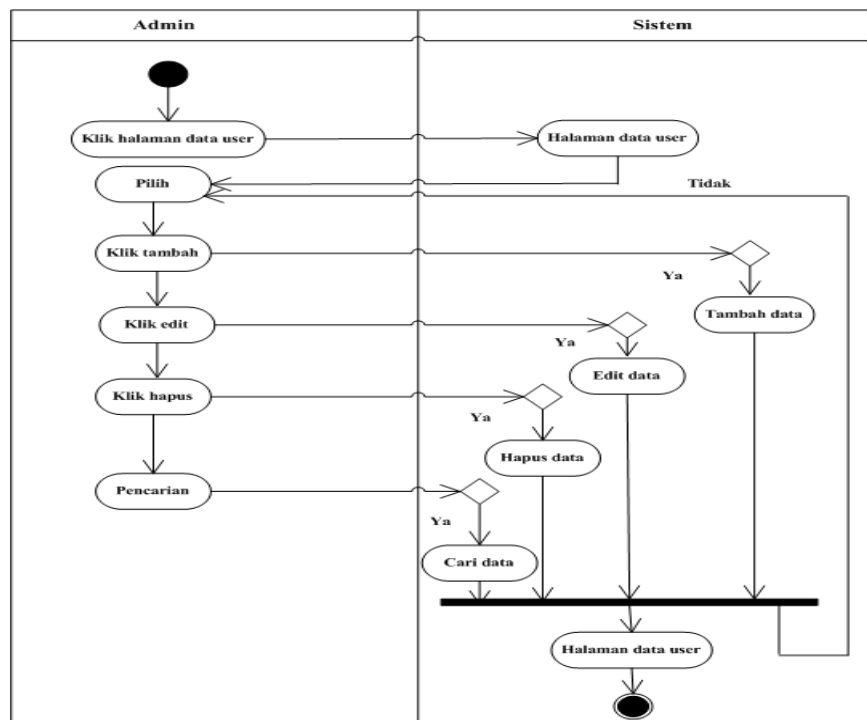 Admin
Sistem
Klik halaman data user
Halaman data user
Pilih
Tidak
Klik tambah
Ya
Tambah data
Klik edit
Ya
Edit data
Klik hapus
Ya
Hapus data
Pencarian
Ya
Cari data
Halaman data user